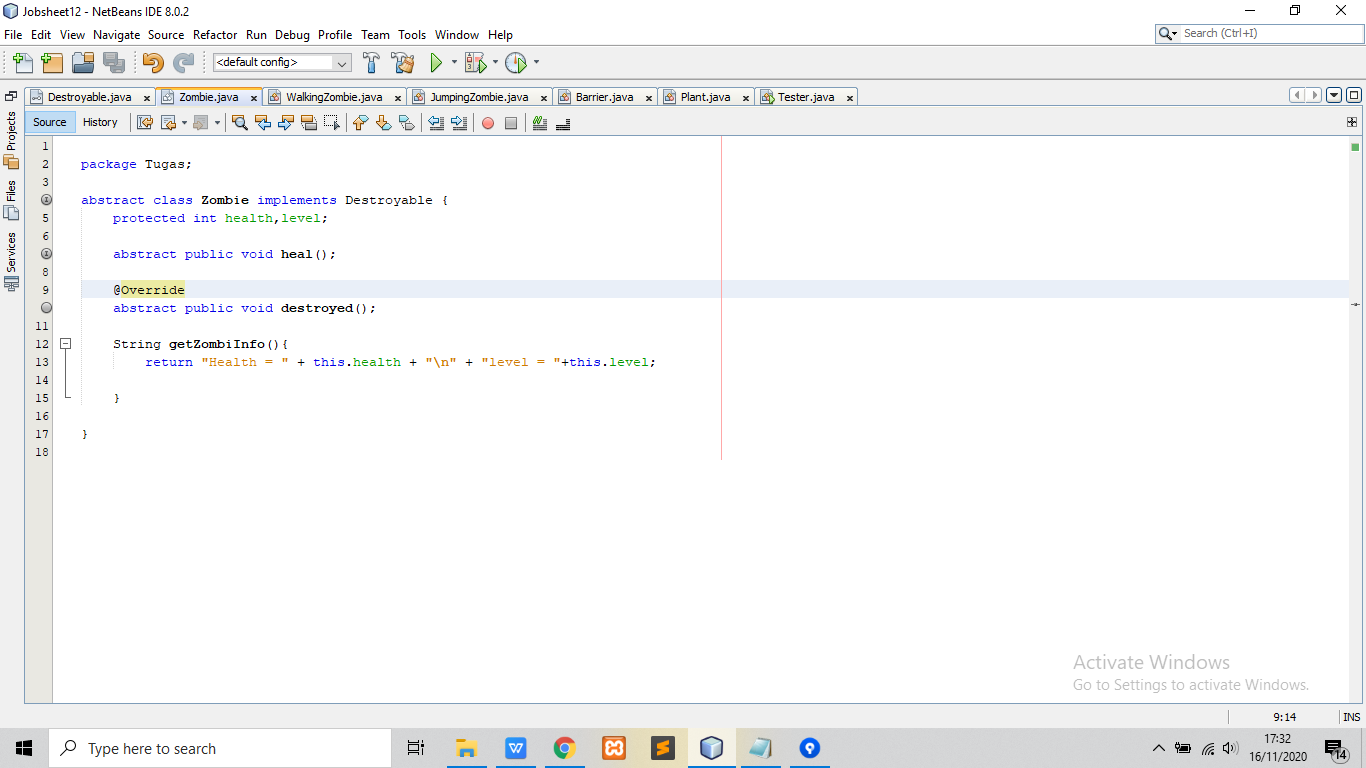 Jobsheet12 - NetBeans IDE 8.0.2
File Edit View Navigate Source Refactor Run Debug Profile Team Tools Window Help
Search (Ctrl+I)
<default config>
Destroyable.java Zombie.java WalkingZombie.java JumpingZombie.java Barrier.java Plant.java Tester.java
Source History
Projects
Files
Services
1
2 package Tugas;
3
abstract class Zombie implements Destroyable {
5 protected int health,level;
6
abstract public void heal();
8
9 @Override
abstract public void destroyed();
11
12 String getZombiInfo(){
13 return "Health = " + this.health + "\n" + "level = "+this.level;
14
15 }
16
17 }
18
Activate Windows
Go to Settings to activate Windows.
9:14 INS
Type here to search
17:32
16/11/2020
14